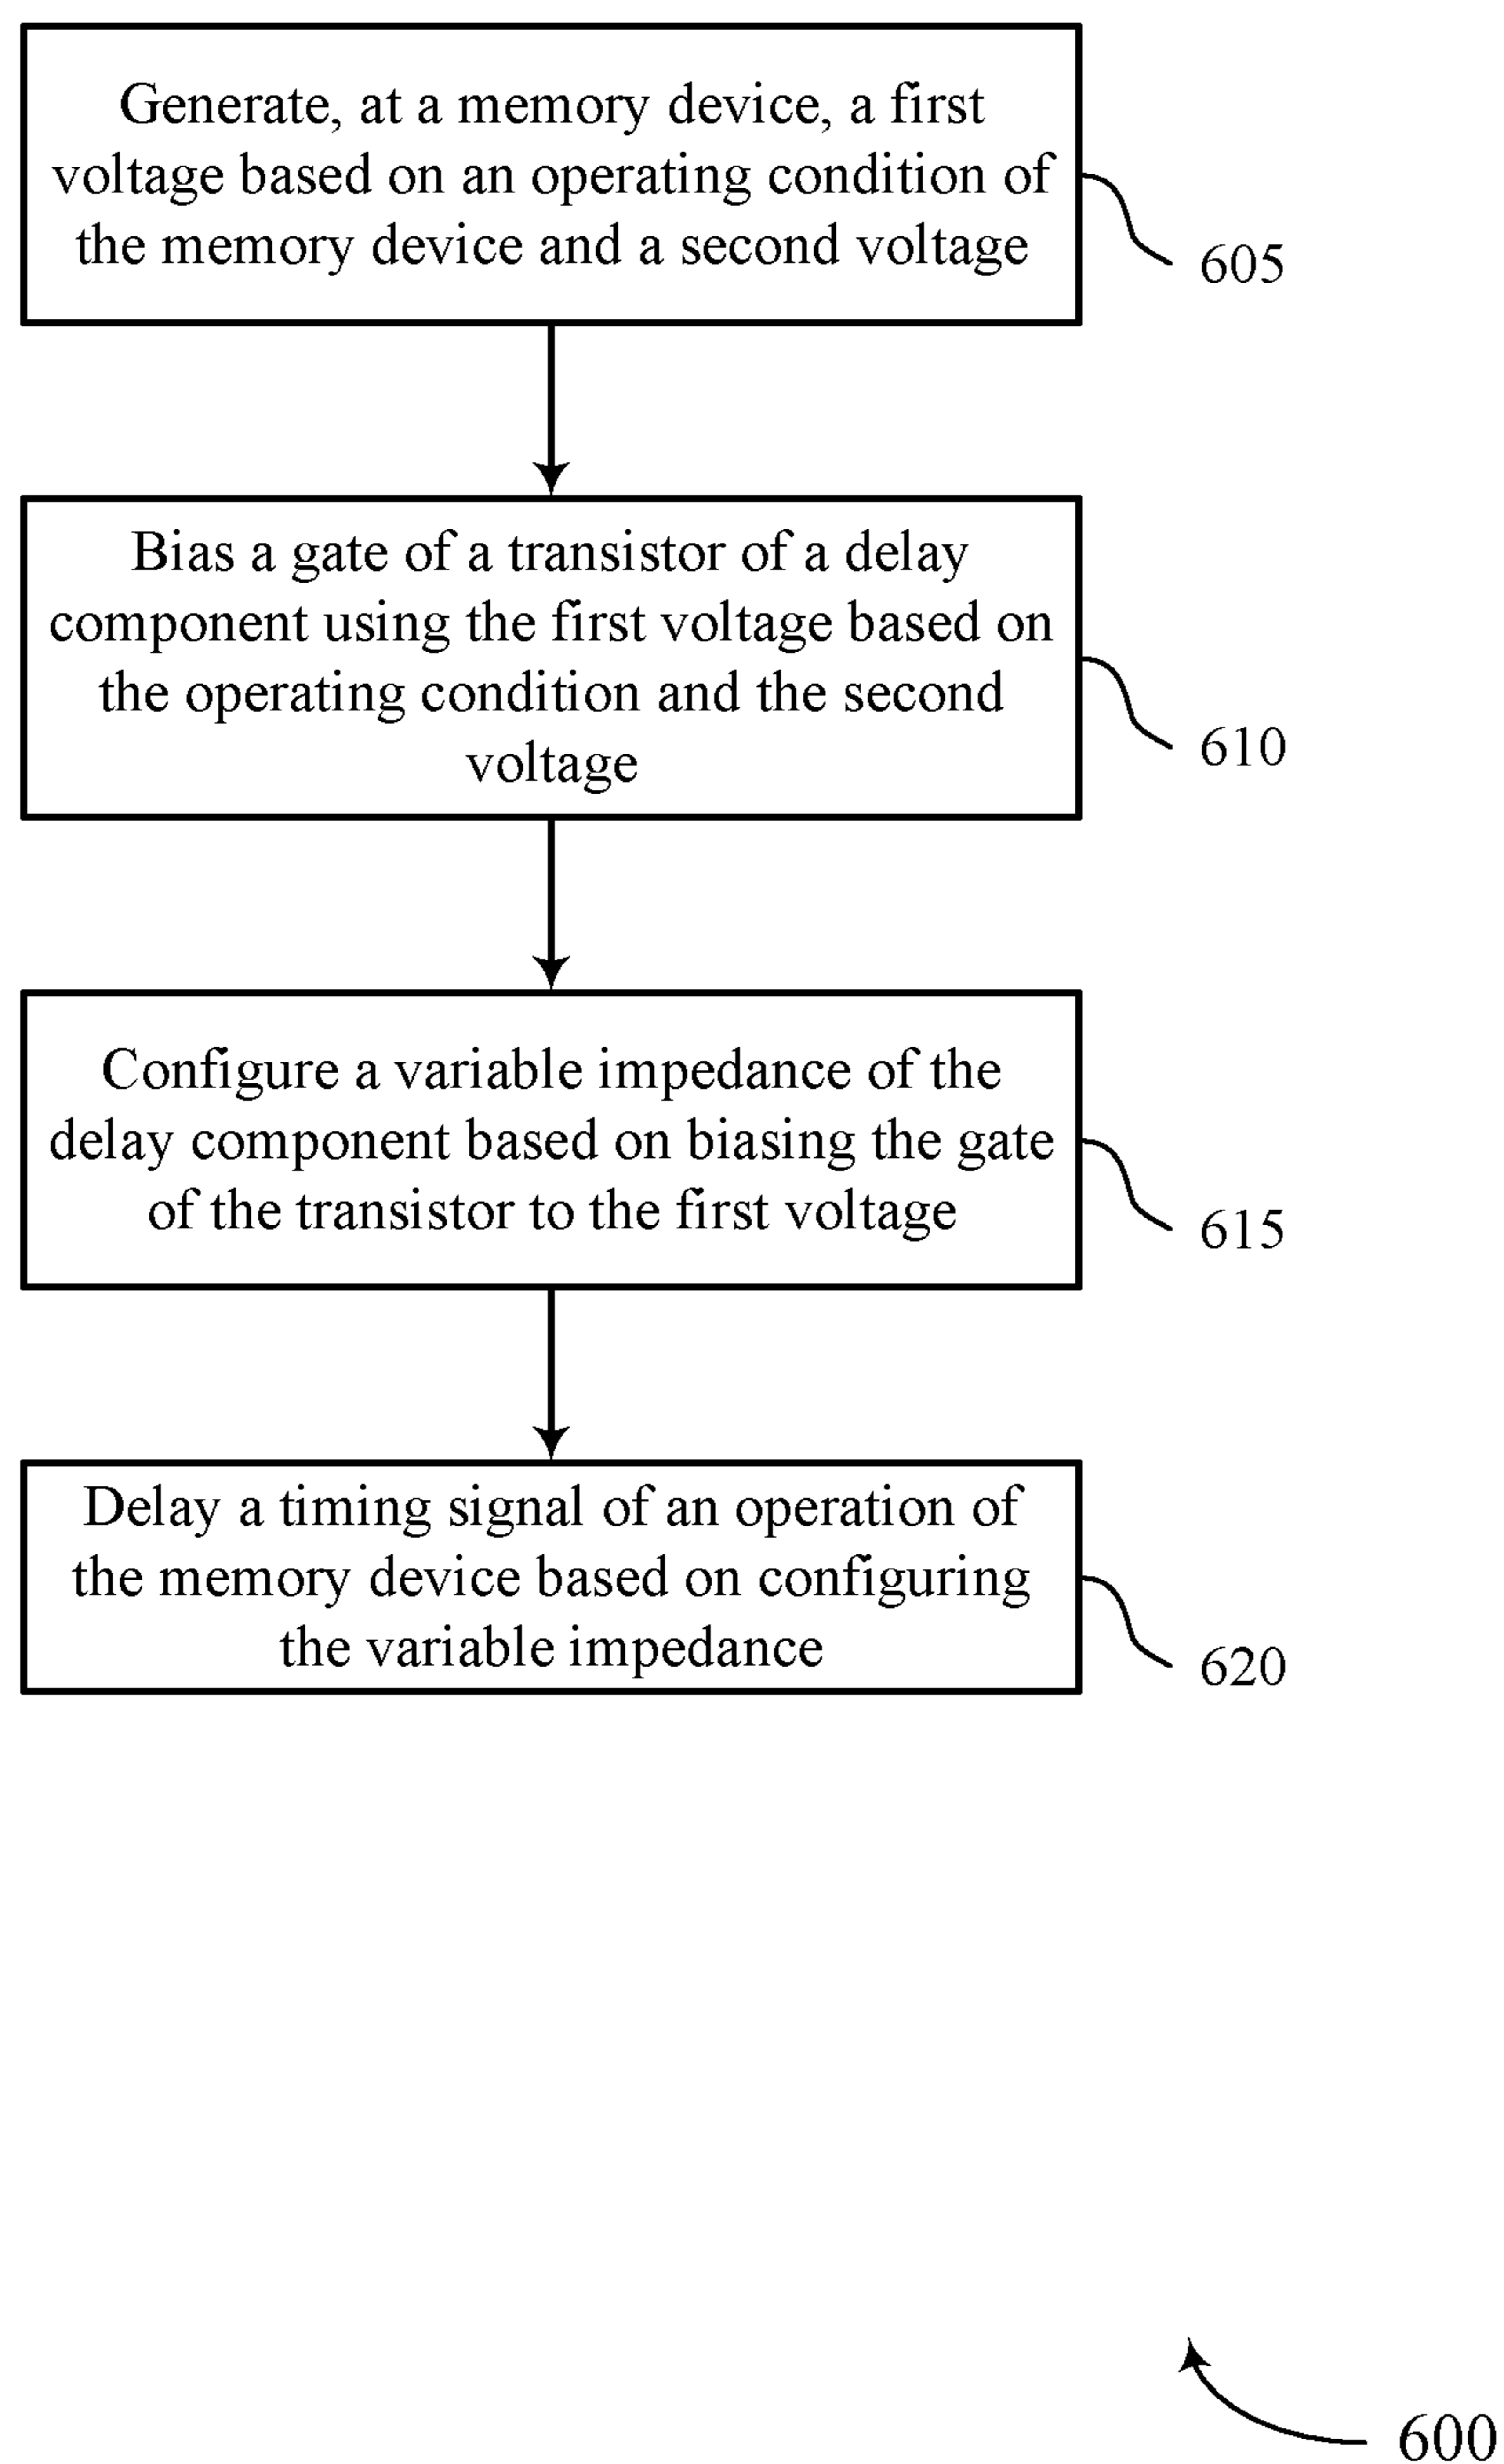 Generate, at a memory device, a first
voltage based on an operating condition of
the memory device and a second voltage
605
Bias a gate of a transistor of a delay
component using the first voltage based on
the operating condition and the second
voltage
610
Configure a variable impedance of the
delay component based on biasing the gate
of the transistor to the first voltage
615
Delay a timing signal of an operation of
the memory device based on configuring
the variable impedance
620
600